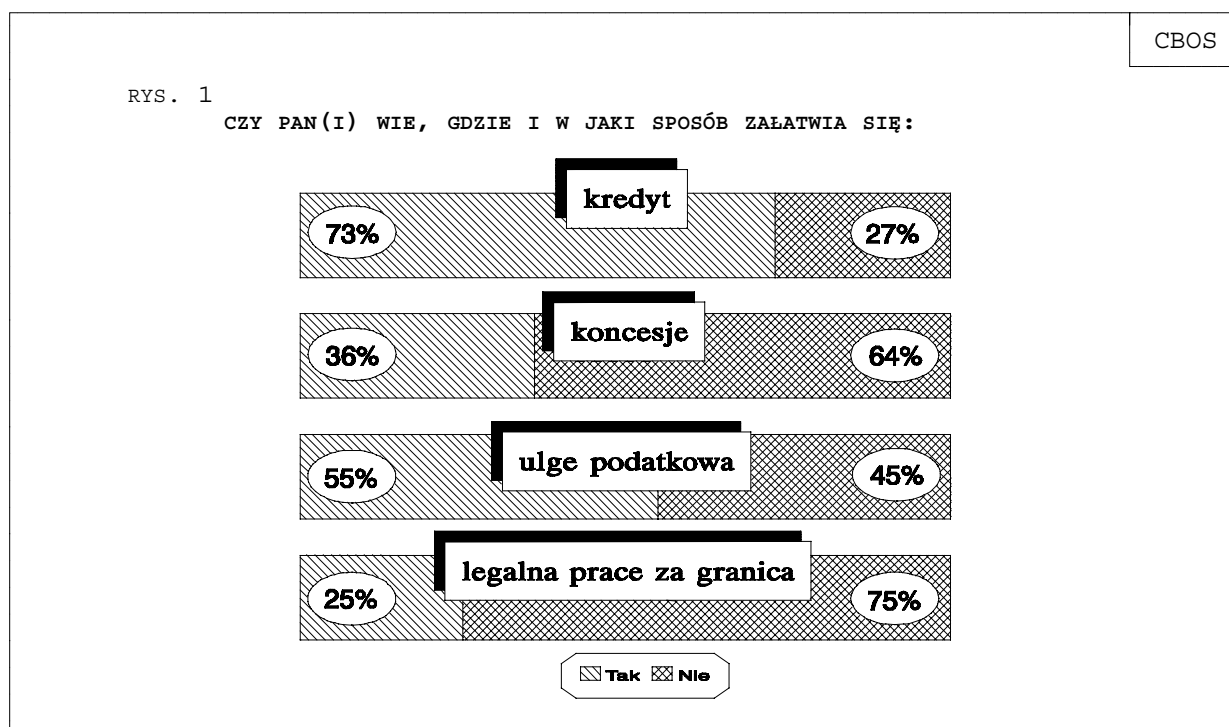 CBOS
RYS. 1
CZY PAN(I) WIE, GDZIE I W JAKI SPOSÓB ZAŁATWIA SIĘ:
kredyt
73% 27%
koncesje
36% 64%
ulge podatkowa
55% 45%
legalna prace za granica
25% 75%
Tak Nie